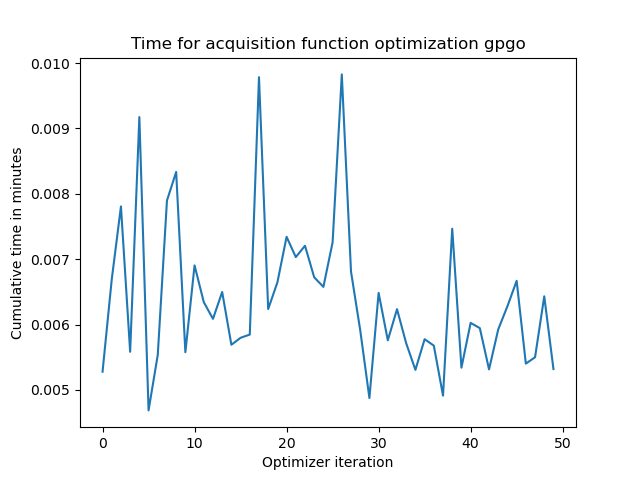 Time for acquisition function optimization gpgo
0.010
0.009
0.008
0.007
0.006
0.005
Cumulative time in minutes
0 10 20 30 40 50
Optimizer iteration